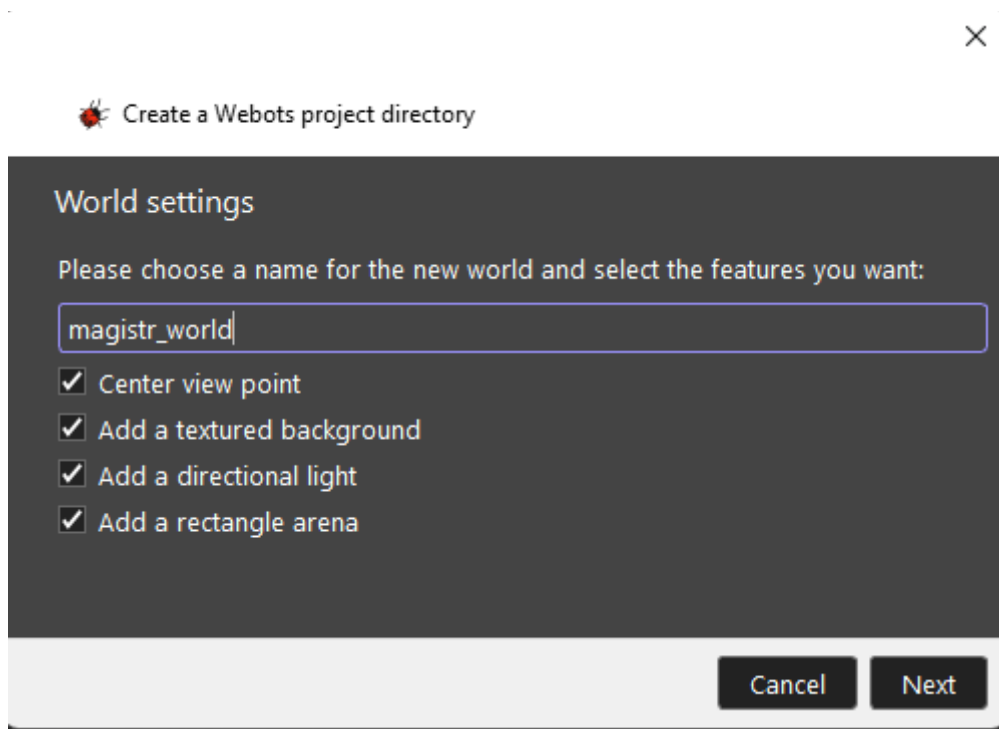 Create a Webots project directory
World settings
Please choose a name for the new world and select the features you want:
magistr_world
Center view point
Add a textured background
Add a directional light
Add a rectangle arena
Cancel Next